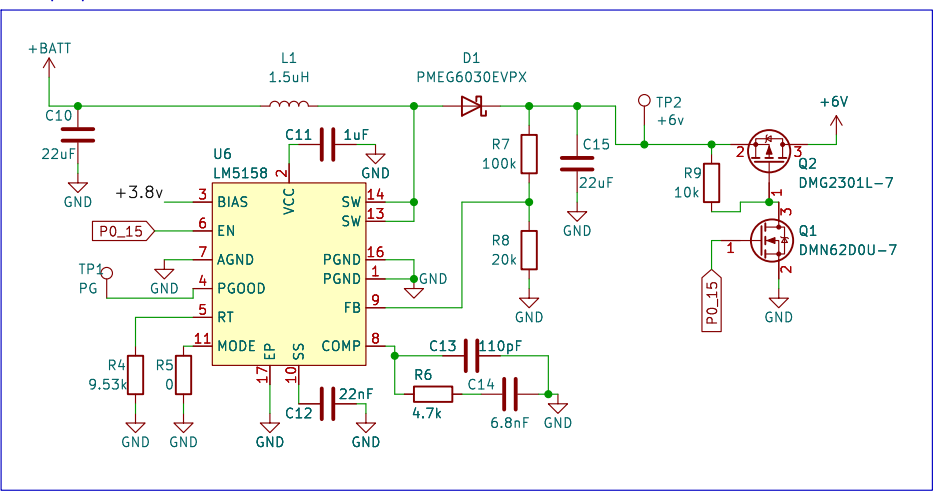 +BATT
L1
1.5uH
D1
PMEG6030EVPX
TP2
+6v
+6V
C10
22uF
GND
C11
1uF
GND
R7
100k
C15
22uF
GND
R9
10k
2
3
1
Q2
DMG2301L-7
U6
LM5158
+3.8v
3
BIAS
2
VCC
SW
14
SW
13
P0_15
6
EN
7
AGND
GND
PGND
16
PGND
1
GND
TP1
PG
4
PGOOD
FB
9
R8
20k
GND
3
1
2
Q1
DMN62D0U-7
P0_15
GND
5
RT
11
MODE
COMP
8
EP
17
SS
10
R4
9.53k
GND
R5
0
GND
GND
C12
22nF
GND
C13
110pF
R6
4.7k
C14
6.8nF
GND